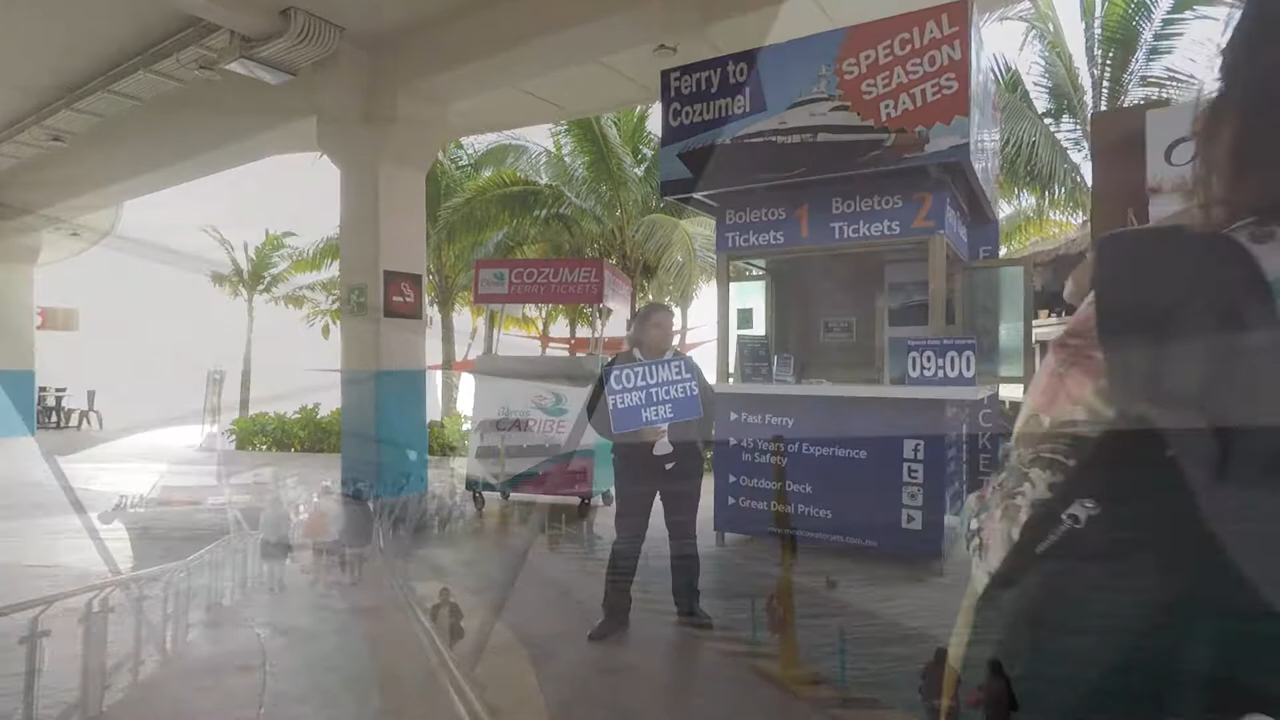 Ferry to
Cozumel
SPECIAL
SEASON
RATES
Boletos
Tickets 1
Boletos
Tickets 2
COZUMEL
FERRY TICKETS
COZUMEL
FERRY TICKETS
HERE
Barcos
CARIBE
09:00
Fast Ferry
45 Years of Experience
in Safety
Outdoor Deck
Great Deal Prices